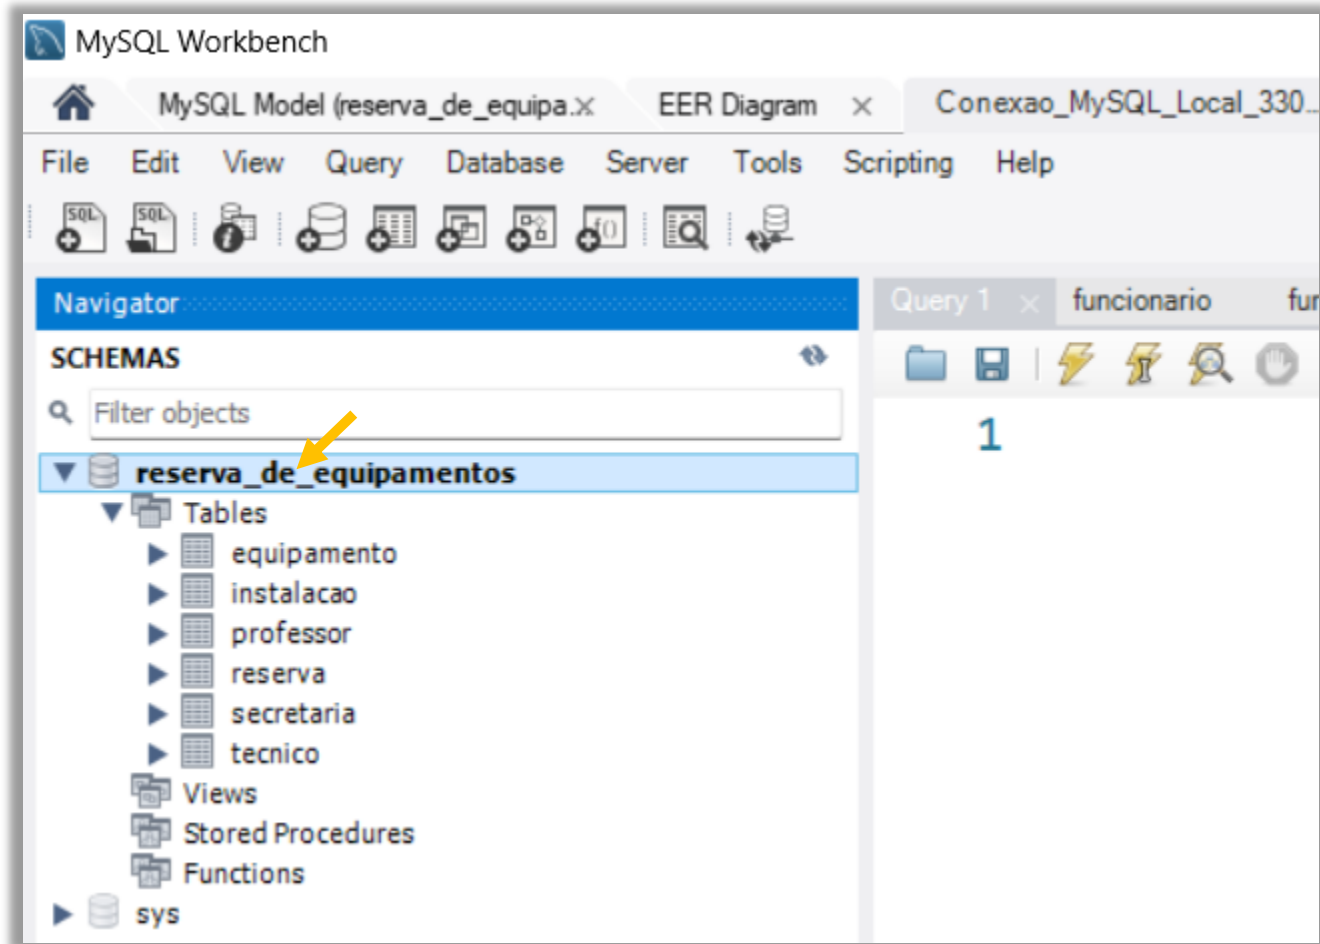 MySQL Workbench
MySQL Model (reserva_de_equipa.. EER Diagram Conexao_MySQL_Local_330...
File Edit View Query Database Server Tools Scripting Help
Navigator
SCHEMAS
Filter objects
reserva_de_equipamentos
Tables
equipamento
instalacao
professor
reserva
secretaria
tecnico
Views
Stored Procedures
Functions
sys
Query 1 funcionario fun
1